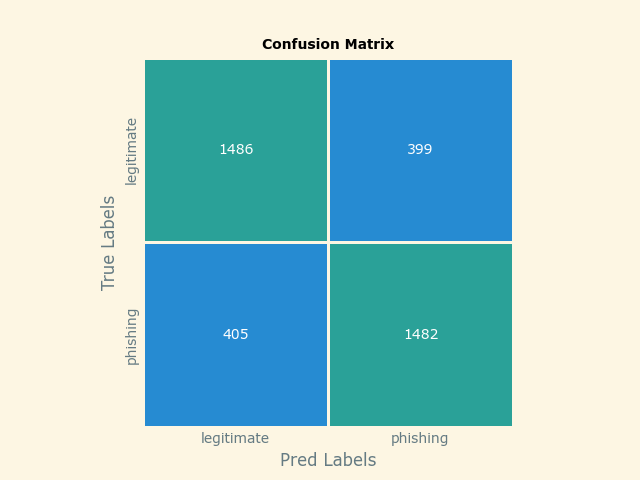 Confusion Matrix
True Labels
legitimate
1486
399
phishing
405
1482
legitimate
phishing
Pred Labels